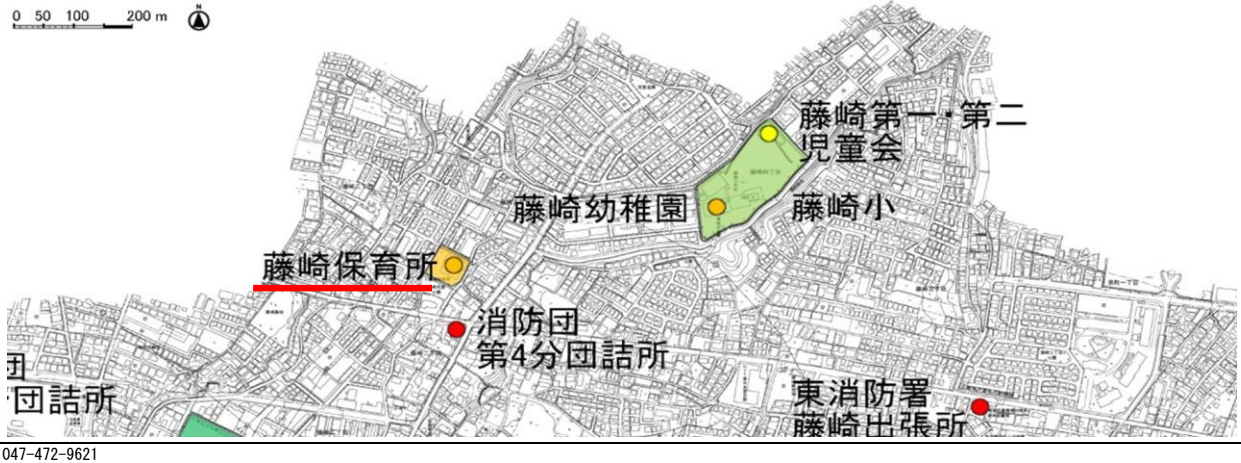 0 50 100 200 m
N
藤崎第一・第二
児童会
藤崎幼稚園
藤崎小
藤崎保育所
消防団
第4分団詰所
団
団詰所
東消防署
藤崎出張所
047-472-9621